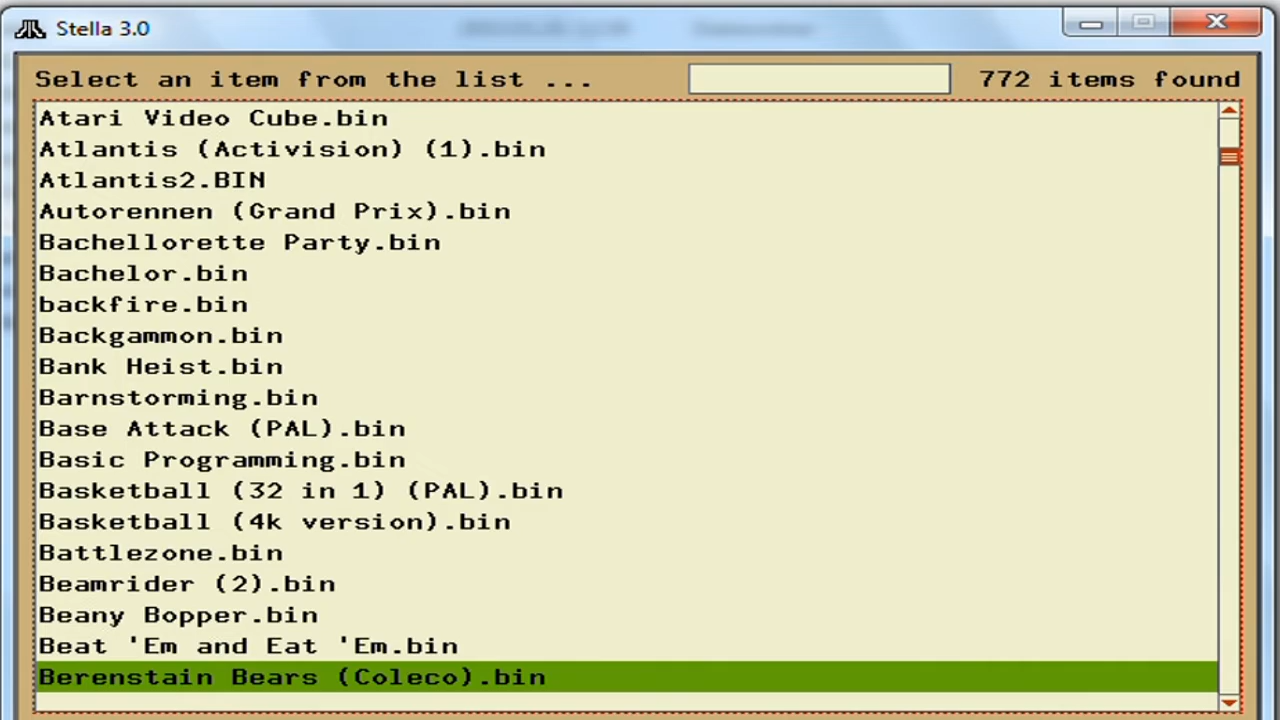 Stella 3.0
Select an item from the list ... 772 items found
Atari Video Cube.bin
Atlantis (Activision) (1).bin
Atlantis2.BIN
Autorennen (Grand Prix).bin
Bachellorette Party.bin
Bachelor.bin
backfire.bin
Backgammon.bin
Bank Heist.bin
Barnstorming.bin
Base Attack (PAL).bin
Basic Programming.bin
Basketball (32 in 1) (PAL).bin
Basketball (4k version).bin
Battlezone.bin
Beamrider (2).bin
Beany Bopper.bin
Beat 'Em and Eat 'Em.bin
Berenstain Bears (Coleco).bin